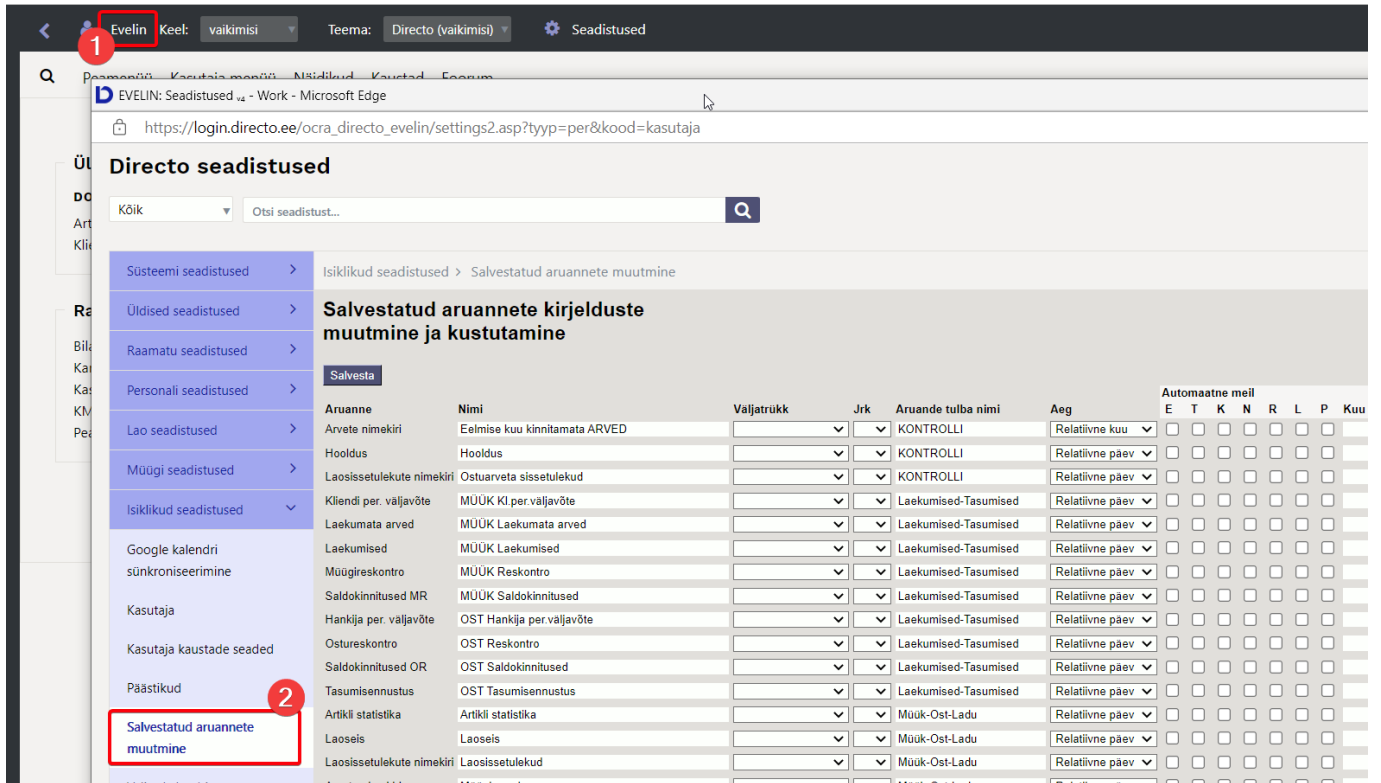 Evelin Keel: vaikimisi Teema: Directo (vaikimisi) Seadistused
1
Peamenüü Kasutaja menüü Näidikud Kaustad Foorum
EVELIN: Seadistused v4 - Work - Microsoft Edge
https://login.directo.ee/ocra_directo_evelin/settings2.asp?tyyp=per&kood=kasutaja
Directo seadistused
Kõik Otsi seadistust...
Süsteemi seadistused
Üldised seadistused
Raamatu seadistused
Personali seadistused
Lao seadistused
Müügi seadistused
Isiklikud seadistused
Google kalendri
sünkroniseerimine
Kasutaja
Kasutaja kaustade seaded
Päästikud
2
Salvestatud aruannete
muutmine
Isiklikud seadistused > Salvestatud aruannete muutmine
Salvestatud aruannete kirjelduste
muutmine ja kustutamine
Salvesta
Automaatne meil
Aruanne Nimi Väljatrükk Jrk Aruande tulba nimi Aeg E T K N R L P Kuu
Arvete nimekiri Eelmise kuu kinnitamata ARVED KONTROLLI Relatiivne kuu
Hooldus Hooldus KONTROLLI Relatiivne päev
Laosissetulekute nimekiri Ostuarveta sissetulekud KONTROLLI Relatiivne päev
Kliendi per. väljavõte MÜÜK Kl.per.väljavõte Laekumised-Tasumised Relatiivne päev
Laekumata arved MÜÜK Laekumata arved Laekumised-Tasumised Relatiivne päev
Laekumised MÜÜK Laekumised Laekumised-Tasumised Relatiivne päev
Müügireskontro MÜÜK Reskontro Laekumised-Tasumised Relatiivne päev
Saldokinnitused MR MÜÜK Saldokinnitused Laekumised-Tasumised Relatiivne päev
Hankija per. väljavõte OST Hankija per.väljavõte Laekumised-Tasumised Relatiivne päev
Ostureskontro OST Reskontro Laekumised-Tasumised Relatiivne päev
Saldokinnitused OR OST Saldokinnitused Laekumised-Tasumised Relatiivne päev
Tasumisennustus OST Tasumisennustus Laekumised-Tasumised Relatiivne päev
Artikli statistika Artikli statistika Müük-Ost-Ladu Relatiivne päev
Laoseis Laoseis Müük-Ost-Ladu Relatiivne päev
Laosissetulekute nimekiri Laosissetulekud Müük-Ost-Ladu Relatiivne päev